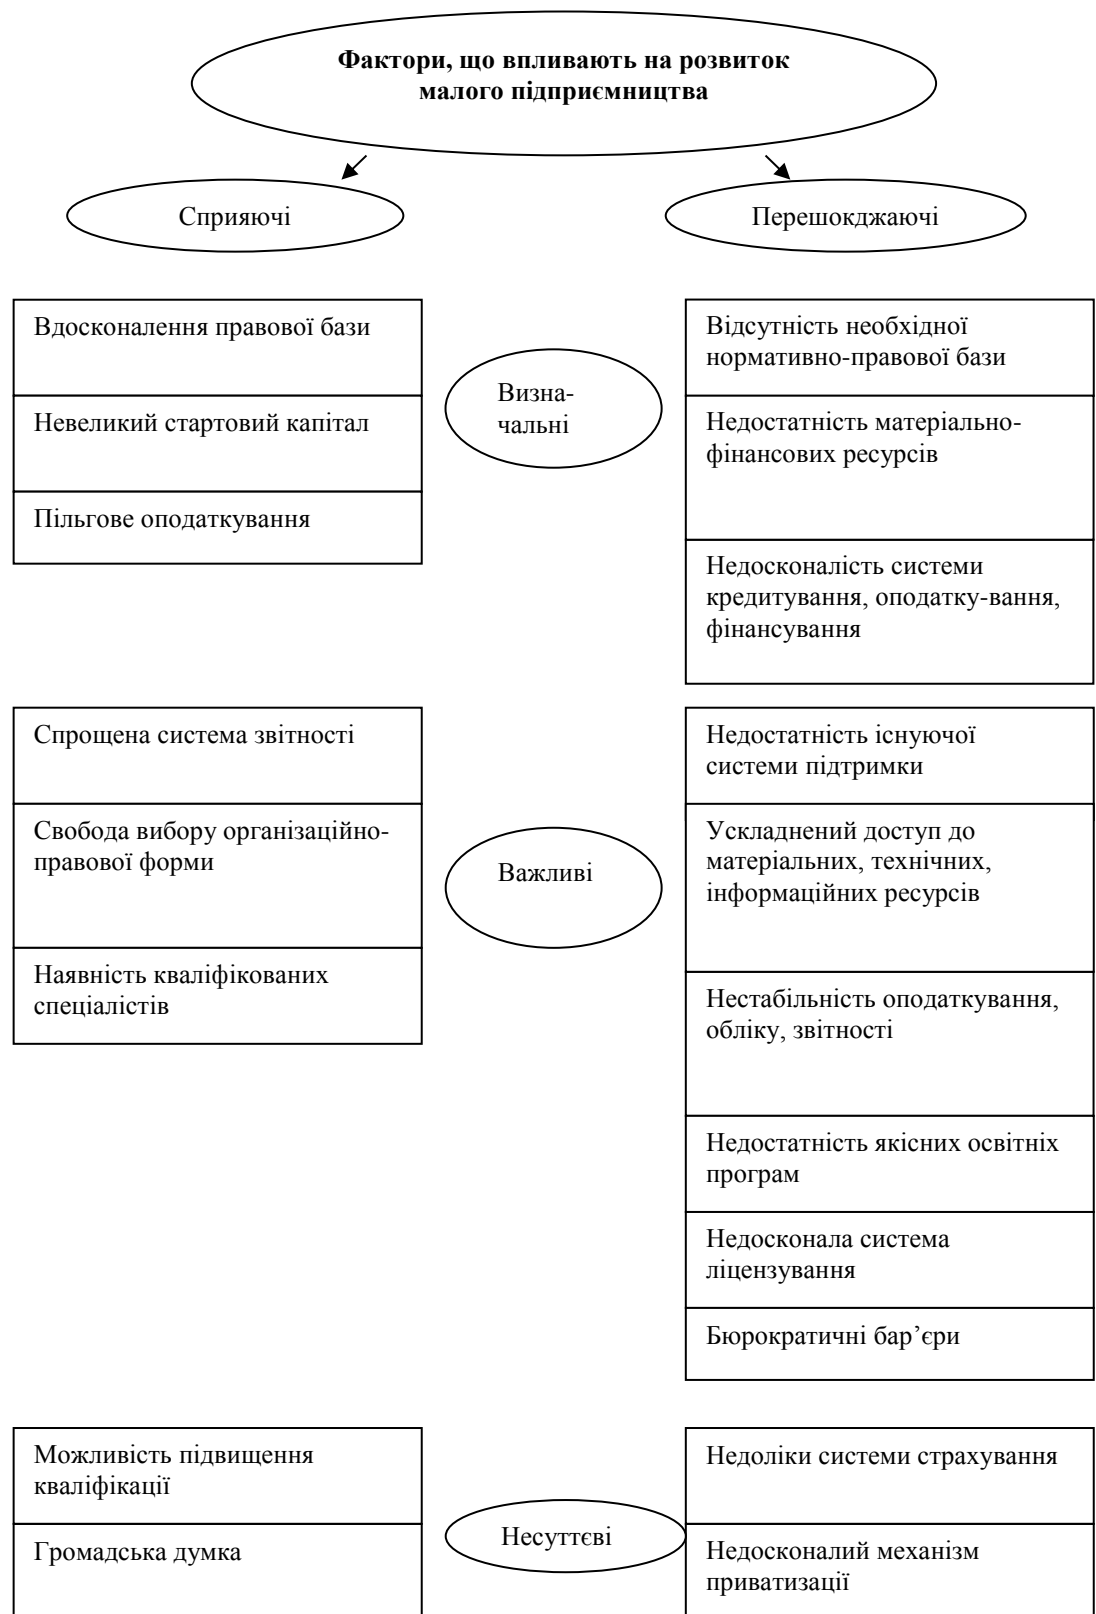 Фактори, що впливають на розвиток
малого підприємництва
Сприяючі
Перешокджаючі
Вдосконалення правової бази
Невеликий стартовий капітал
Пільгове оподаткування
Визна-
чальні
Відсутність необхідної
нормативно-правової бази
Недостатність матеріально-
фінансових ресурсів
Недосконалість системи
кредитування, оподатку-вання,
фінансування
Спрощена система звітності
Свобода вибору організаційно-
правової форми
Наявність кваліфікованих
спеціалістів
Важливі
Недостатність існуючої
системи підтримки
Ускладнений доступ до
матеріальних, технічних,
інформаційних ресурсів
Нестабільність оподаткування,
обліку, звітності
Недостатність якісних освітніх
програм
Недосконала система
ліцензування
Бюрократичні бар’єри
Можливість підвищення
кваліфікації
Громадська думка
Несуттєві
Недоліки системи страхування
Недосконалий механізм
приватизації